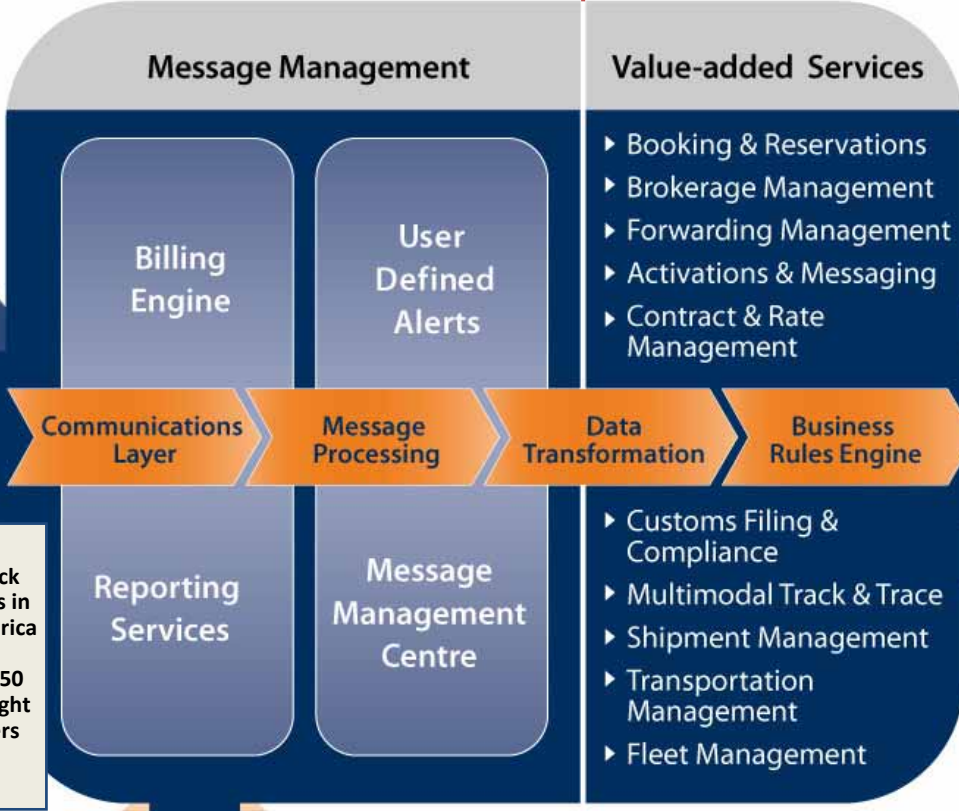 Message Management
Value-added Services
Billing
Engine
User
Defined
Alerts
▸ Booking & Reservations
▸ Brokerage Management
▸ Forwarding Management
▸ Activations & Messaging
▸ Contract & Rate
Management
Communications
Layer
Message
Processing
Data
Transformation
Business
Rules Engine
Reporting
Services
Message
Management
Centre
▸ Customs Filing &
Compliance
▸ Multimodal Track & Trace
▸ Shipment Management
▸ Transportation
Management
▸ Fleet Management
in
50